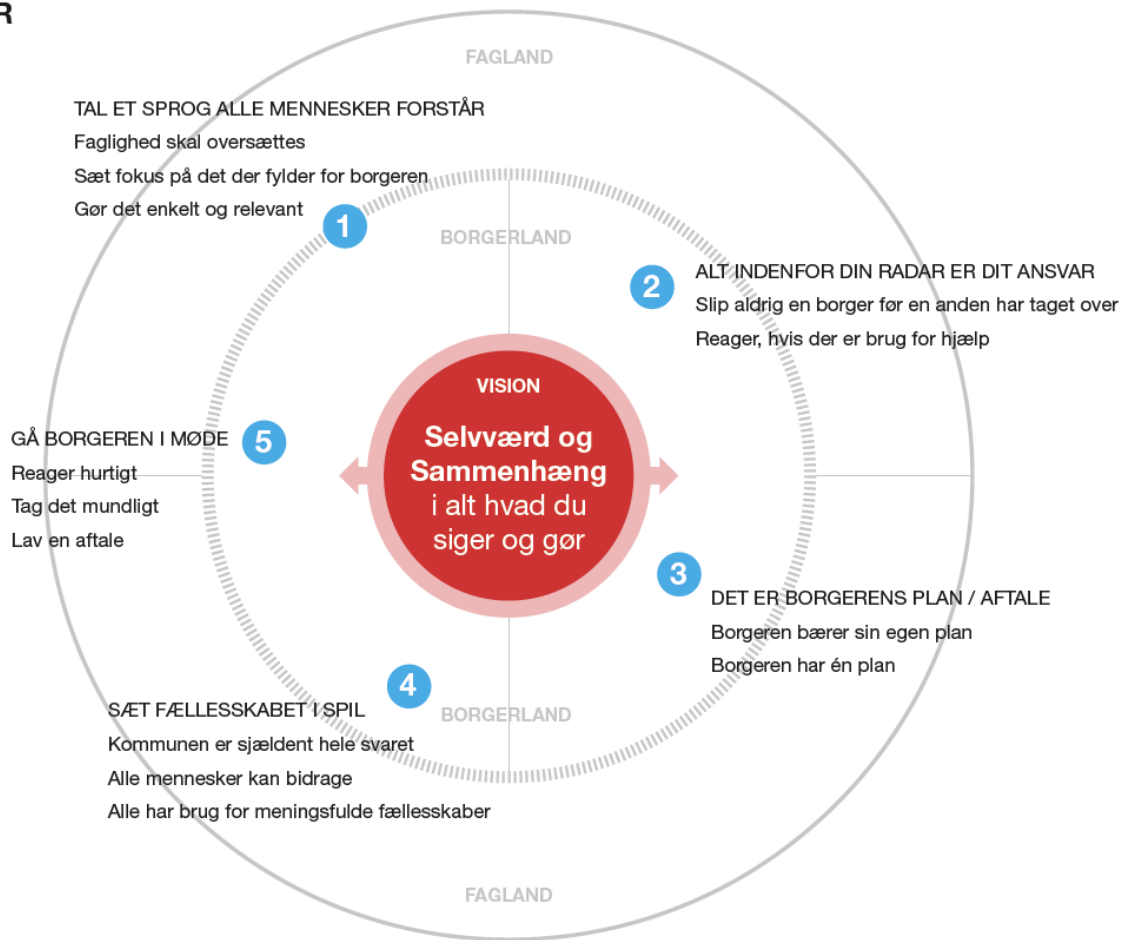 R
FAGLAND
TAL ET SPROG ALLE MENNESKER FORSTÅR
Faglighed skal oversættes
Sæt fokus på det der fylder for borgeren
Gør det enkelt og relevant
1
BORGERLAND
2
ALT INDENFOR DIN RADAR ER DIT ANSVAR
Slip aldrig en borger før en anden har taget over
Reager, hvis der er brug for hjælp
VISION
Selvværd og
Sammenhæng
i alt hvad du
siger og gør
GÅ BORGEREN I MØDE
5
Reager hurtigt
Tag det mundligt
Lav en aftale
3
DET ER BORGERENS PLAN / AFTALE
Borgeren bærer sin egen plan
Borgeren har én plan
4
SÆT FÆLLESSKABET I SPIL
Kommunen er sjældent hele svaret
Alle mennesker kan bidrage
Alle har brug for meningsfulde fællesskaber
BORGERLAND
FAGLAND